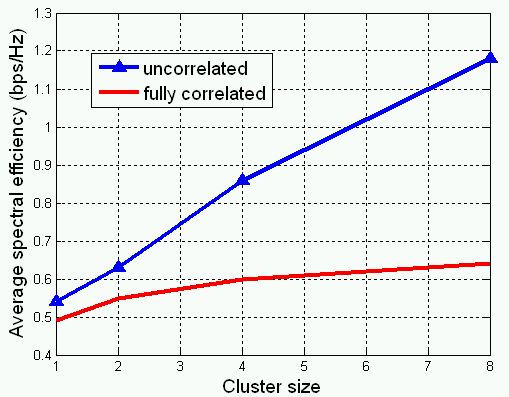 1.3
1.2
1.1
1
0.9
0.8
0.7
0.6
0.5
0.4
Average spectral efficiency (bps/Hz)
uncorrelated
fully correlated
1 2 3 4 5 6 7 8
Cluster size